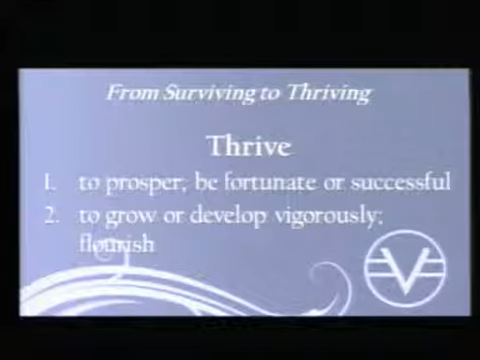 From Surviving to Thriving
Thrive
1. to prosper; be fortunate or successful
2. to grow or develop vigorously;
flourish